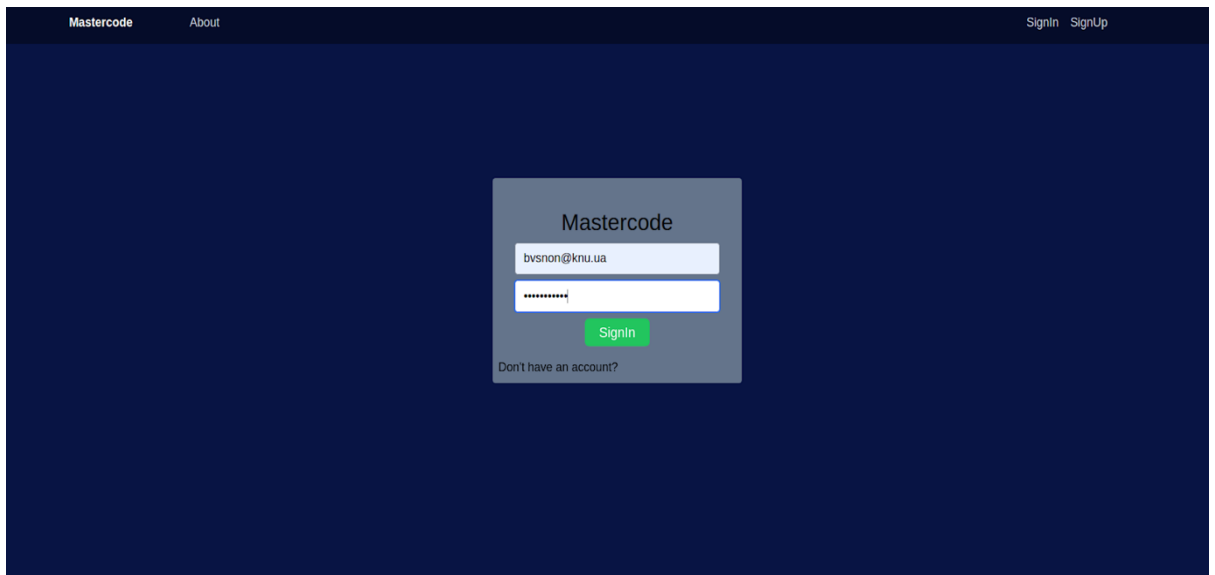 Mastercode About SignIn SignUp
Mastercode
bvsnon@knu.ua
•••••••••••
SignIn
Don't have an account?